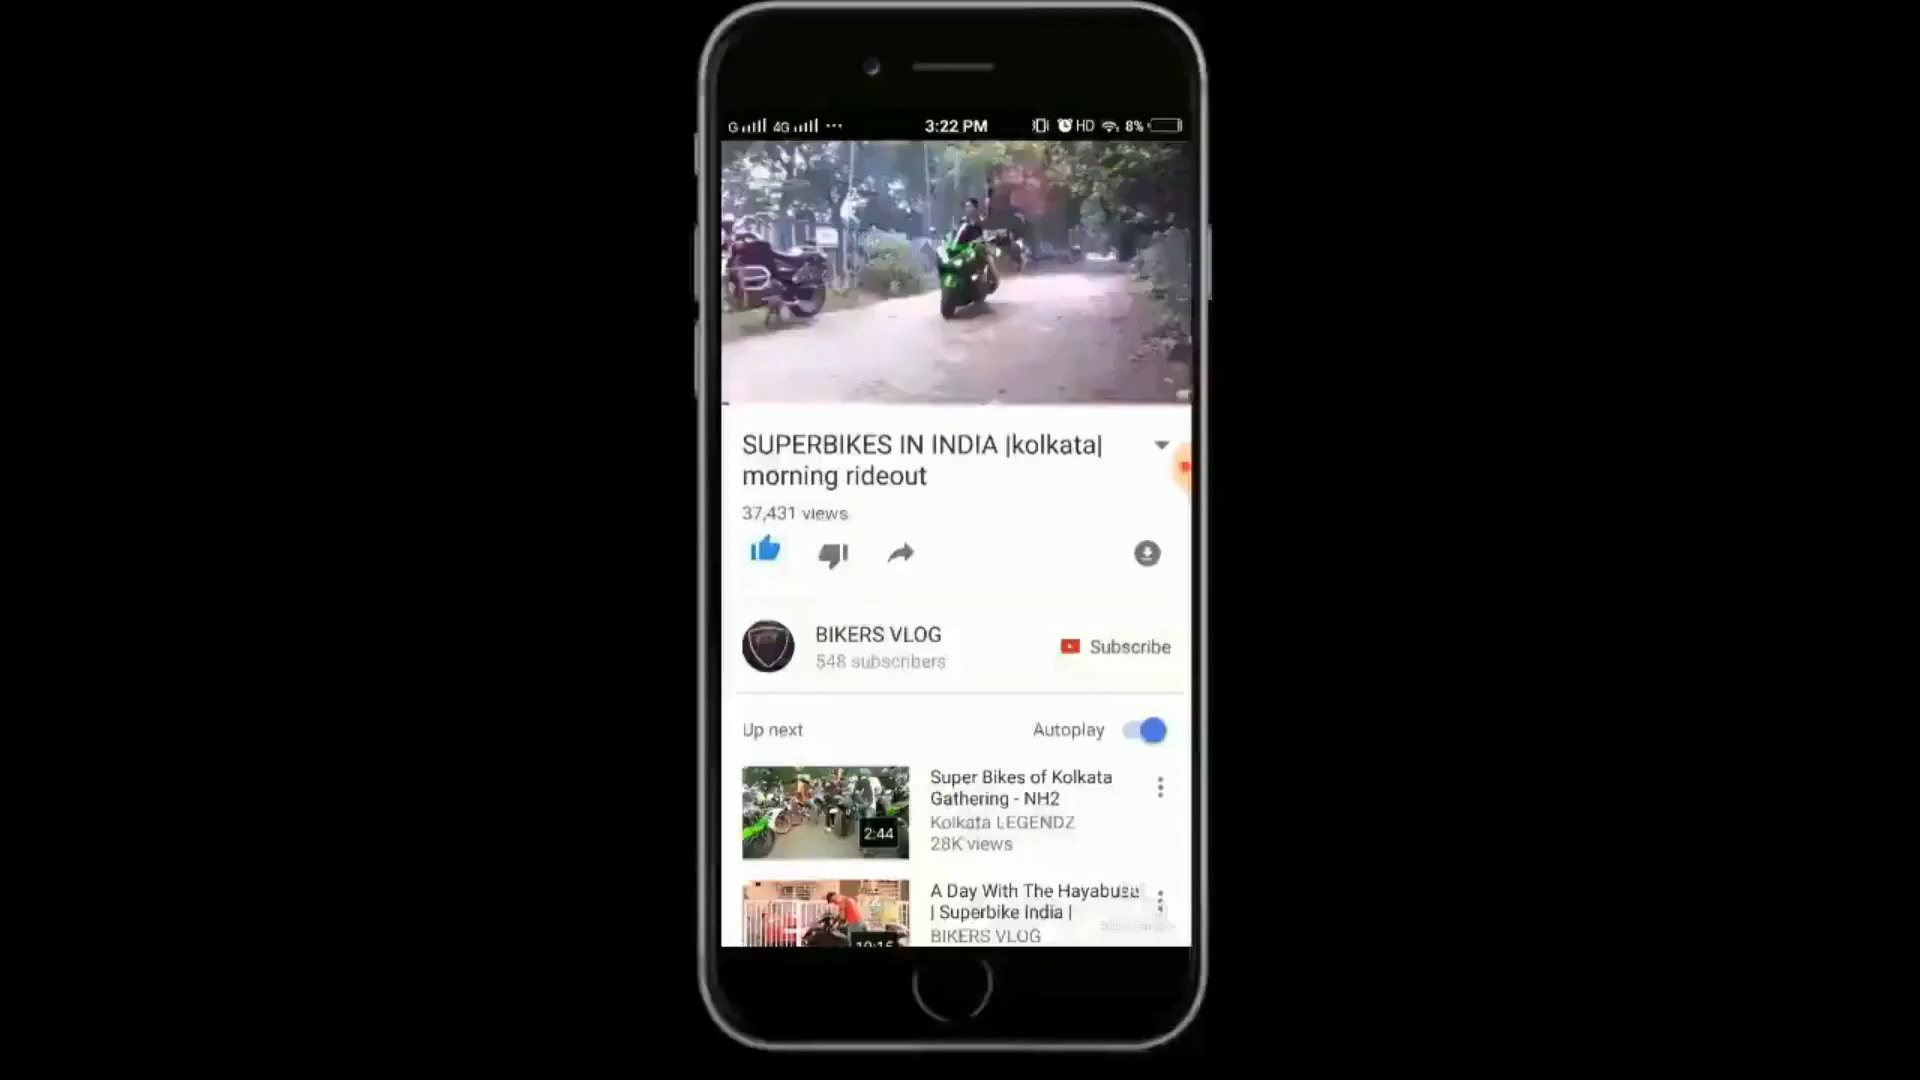 G 4G 3:22 PM HD 8%
SUPERBIKES IN INDIA |kolkata|
morning rideout
37,431 views
BIKERS VLOG
548 subscribers
Subscribe
Up next
Autoplay
Super Bikes of Kolkata
Gathering - NH2
Kolkata LEGENDZ
28K views
2:44
A Day With The Hayabusa
| Superbike India |
BIKERS VLOG